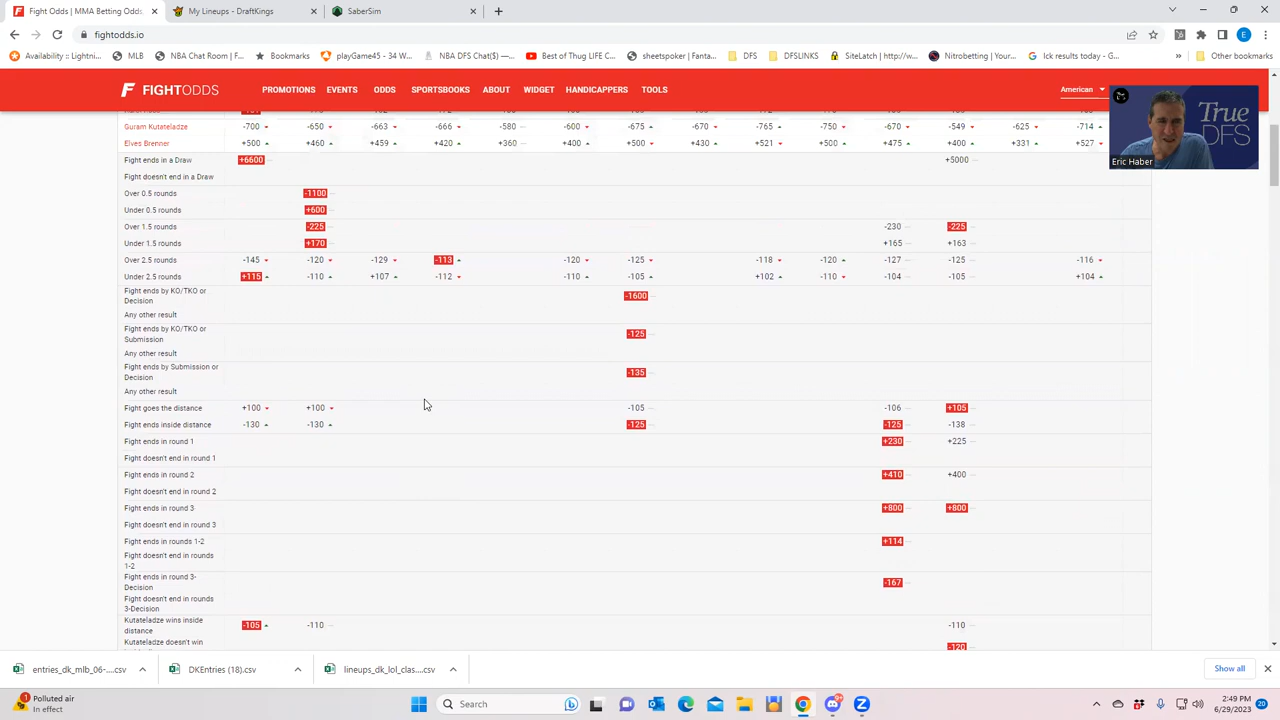 Fight Odds | MMA Betting Odds
My Lineups - DraftKings
SaberSim
fightodds.io
Availability :: Lightni...
MLB
NBA Chat Room | F...
Bookmarks
playGame45 - 34 W...
NBA DFS Chat($) —...
Best of Thug LIFE C...
sheetspoker | Fanta...
DFS
DFSLINKS
SiteLatch | http://w...
Nitrobetting | Your...
Ick results today - G...
Other bookmarks
FIGHTODDS PROMOTIONS EVENTS ODDS SPORTSBOOKS ABOUT WIDGET HANDICAPPERS TOOLS American
True
DFS
Eric Haber
Guram Kutateladze -700 -650 -663 -666 -580 -600 -675 -670 -765 -750 -670 -549 -625 -714
Elves Brenner +500 +460 +459 +420 +360 +400 +500 +430 +521 +500 +475 +400 +331 +527
Fight ends in a Draw +6600 +5000
Fight doesn't end in a Draw
Over 0.5 rounds -1100
Under 0.5 rounds +600
Over 1.5 rounds -225 -230 -225
Under 1.5 rounds +170 +165 +163
Over 2.5 rounds -145 -120 -129 -113 -120 -125 -118 -120 -127 -125 -116
Under 2.5 rounds +115 -110 +107 -112 -110 -105 +102 -110 -104 -105 +104
Fight ends by KO/TKO or
Decision -1600
Any other result
Fight ends by KO/TKO or
Submission -125
Any other result
Fight ends by Submission or
Decision -135
Any other result
Fight goes the distance +100 +100 -105 -106 +105
Fight ends inside distance -130 -130 -125 -125 -138
Fight ends in round 1 +230 +225
Fight doesn't end in round 1
Fight ends in round 2 +410 +400
Fight doesn't end in round 2
Fight ends in round 3- +800 +800
Fight doesn't end in round 3
Fight ends in rounds 1-2 +114
Fight doesn't end in rounds
1-2
Fight ends in round 3-
Decision -167
Fight doesn't end in rounds
3-Decision
Kutateladze wins inside
distance -105 -110 -110
Kutateladze doesn't win -120
entries_dk_mlb_06-....csv
DKEntries (18).csv
lineups_dk_lol_clas....csv
Show all
Polluted air
In effect
Search
2:49 PM
6/29/2023
20